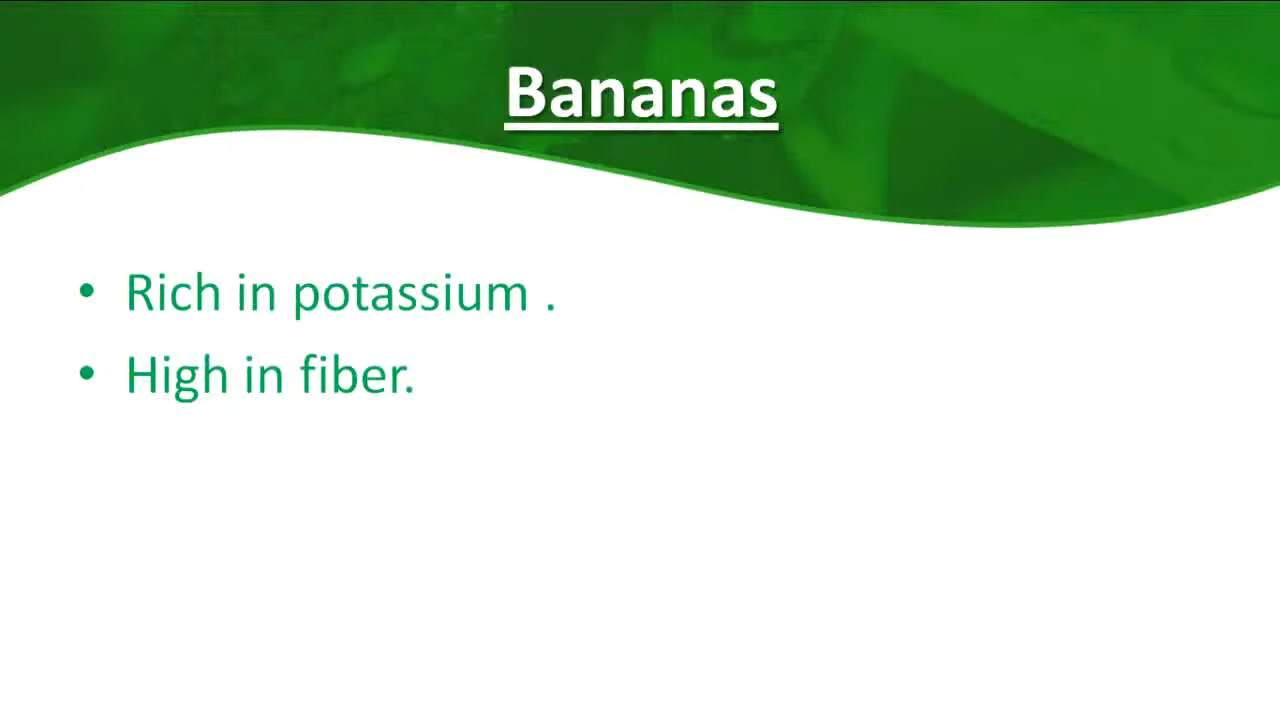 Bananas
• Rich in potassium .
• High in fiber.